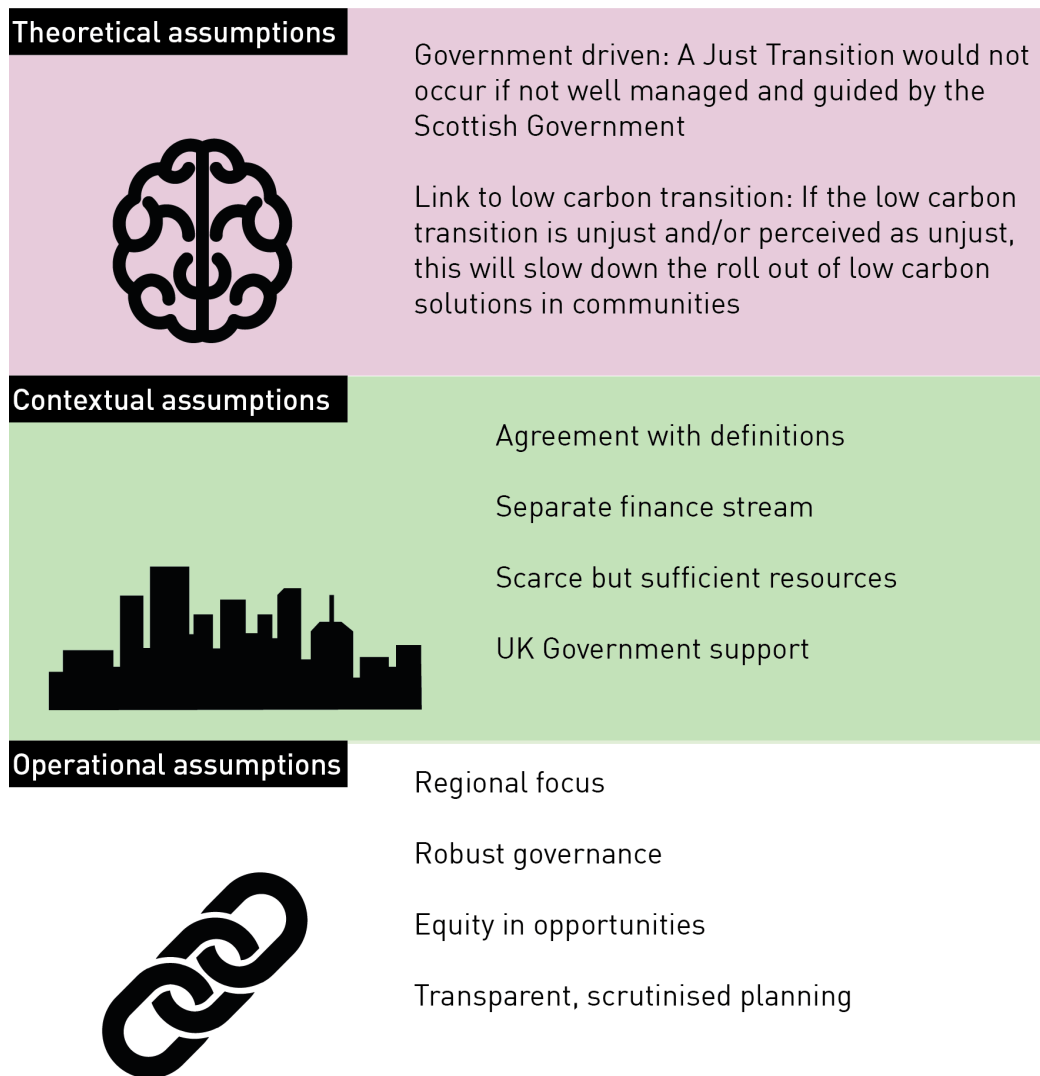 Theoretical assumptions
Government driven: A Just Transition would not
occur if not well managed and guided by the
Scottish Government
Link to low carbon transition: If the low carbon
transition is unjust and/or perceived as unjust,
this will slow down the roll out of low carbon
solutions in communities
Contextual assumptions
Agreement with definitions
Separate finance stream
Scarce but sufficient resources
UK Government support
Operational assumptions
Regional focus
Robust governance
Equity in opportunities
Transparent, scrutinised planning